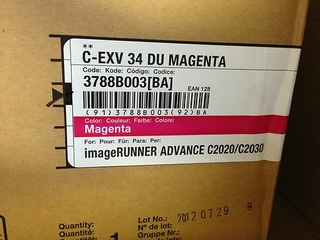 **
C-EXV 34 DU MAGENTA
Code: Kode: Código: Codice:
3788B003[BA]
EAN 128
(91)3788B003(92)BA
Color: Couleur: Farbe: Colore:
Magenta
For: Pour: Für: Para: Per:
imageRUNNER ADVANCE C2020/C2030
Quantity: 1
Quantité:
Lot No.: 2012 07 29 9
Lot de No.:
Gruppe Nr.: